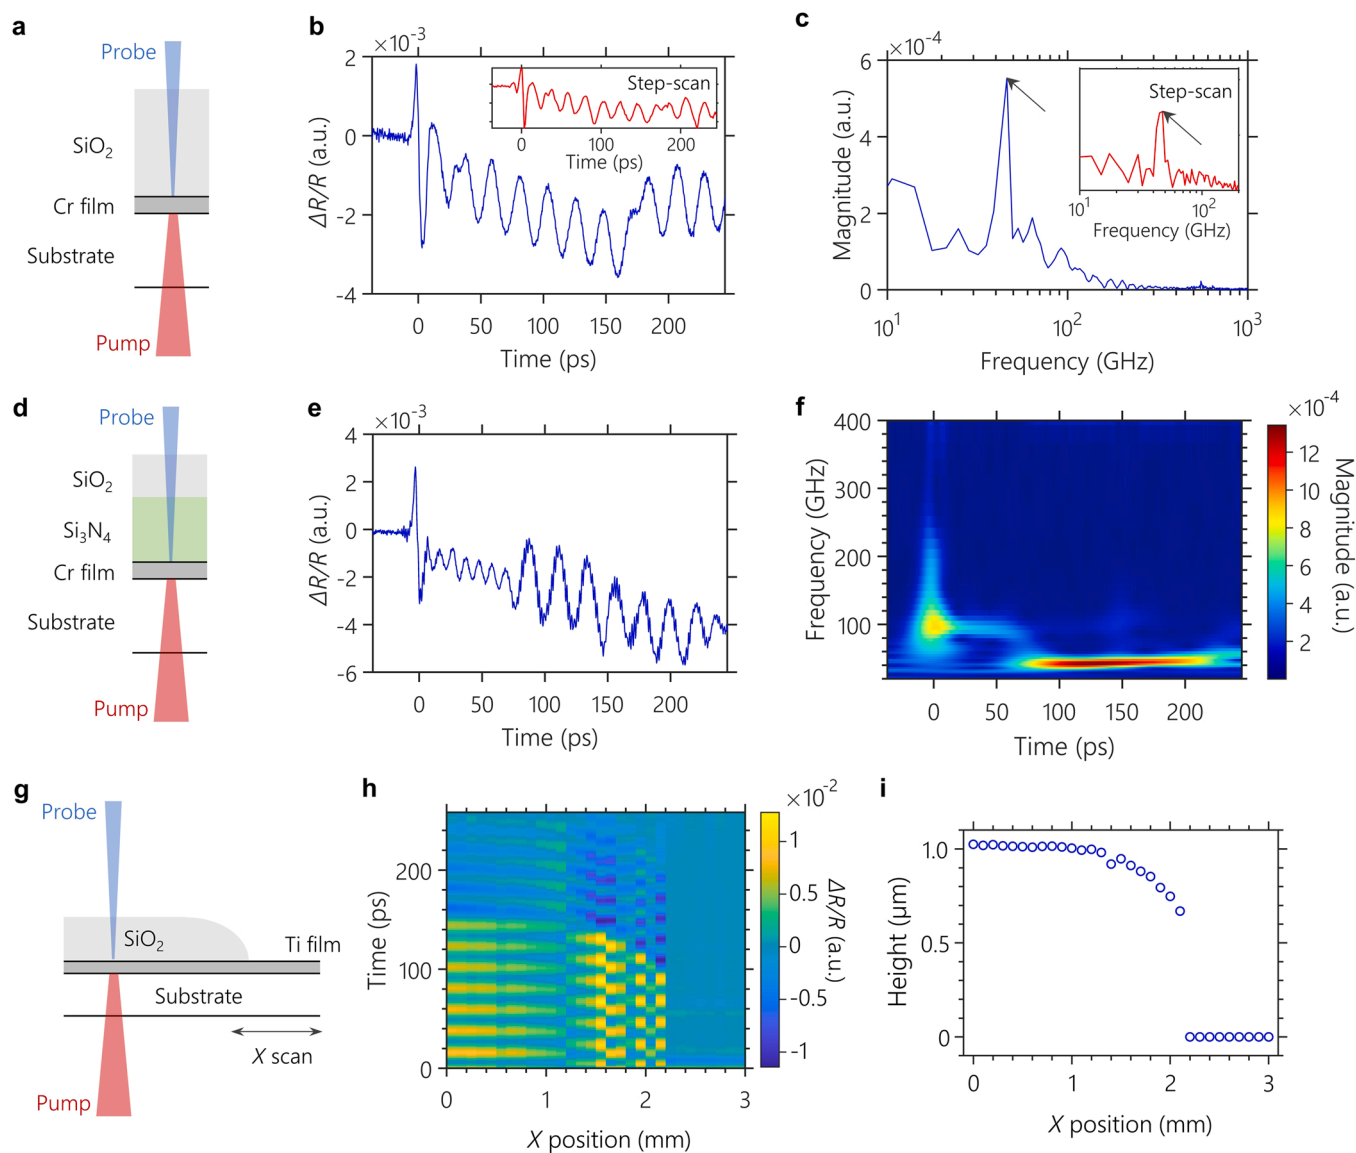 a
Probe
SiO2
Cr film
Substrate
Pump
b
×10⁻³
2
0
-2
-4
ΔR/R (a.u.)
0
50
100
150
200
Time (ps)
Step-scan
0
100
200
Time (ps)
c
×10⁻⁴
6
4
2
0
Magnitude (a.u.)
10¹
10²
10³
Frequency (GHz)
Step-scan
10¹
10²
Frequency (GHz)
d
Probe
SiO2
Si3N4
Cr film
Substrate
Pump
e
×10⁻³
4
2
0
-2
-4
-6
ΔR/R (a.u.)
0
50
100
150
200
Time (ps)
f
400
300
200
100
Frequency (GHz)
0
50
100
150
200
Time (ps)
×10⁻⁴
12
10
8
6
4
2
Magnitude (a.u.)
g
Probe
SiO2
Ti film
Substrate
X scan
Pump
h
200
100
0
Time (ps)
0
1
2
3
X position (mm)
×10⁻²
1
0.5
0
-0.5
-1
ΔR/R (a.u.)
i
1.0
0.5
0
Height (μm)
0
1
2
3
X position (mm)